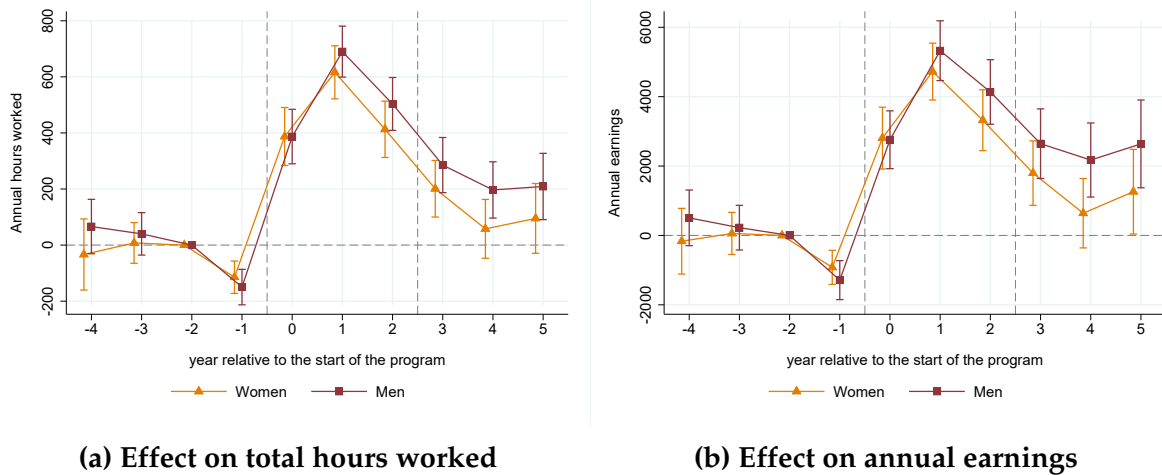 Annual hours worked
800
600
400
200
0
-200
-4 -3 -2 -1 0 1 2 3 4 5
year relative to the start of the program
Women Men
(a) Effect on total hours worked
Annual earnings
6000
4000
2000
0
-2000
-4 -3 -2 -1 0 1 2 3 4 5
year relative to the start of the program
Women Men
(b) Effect on annual earnings